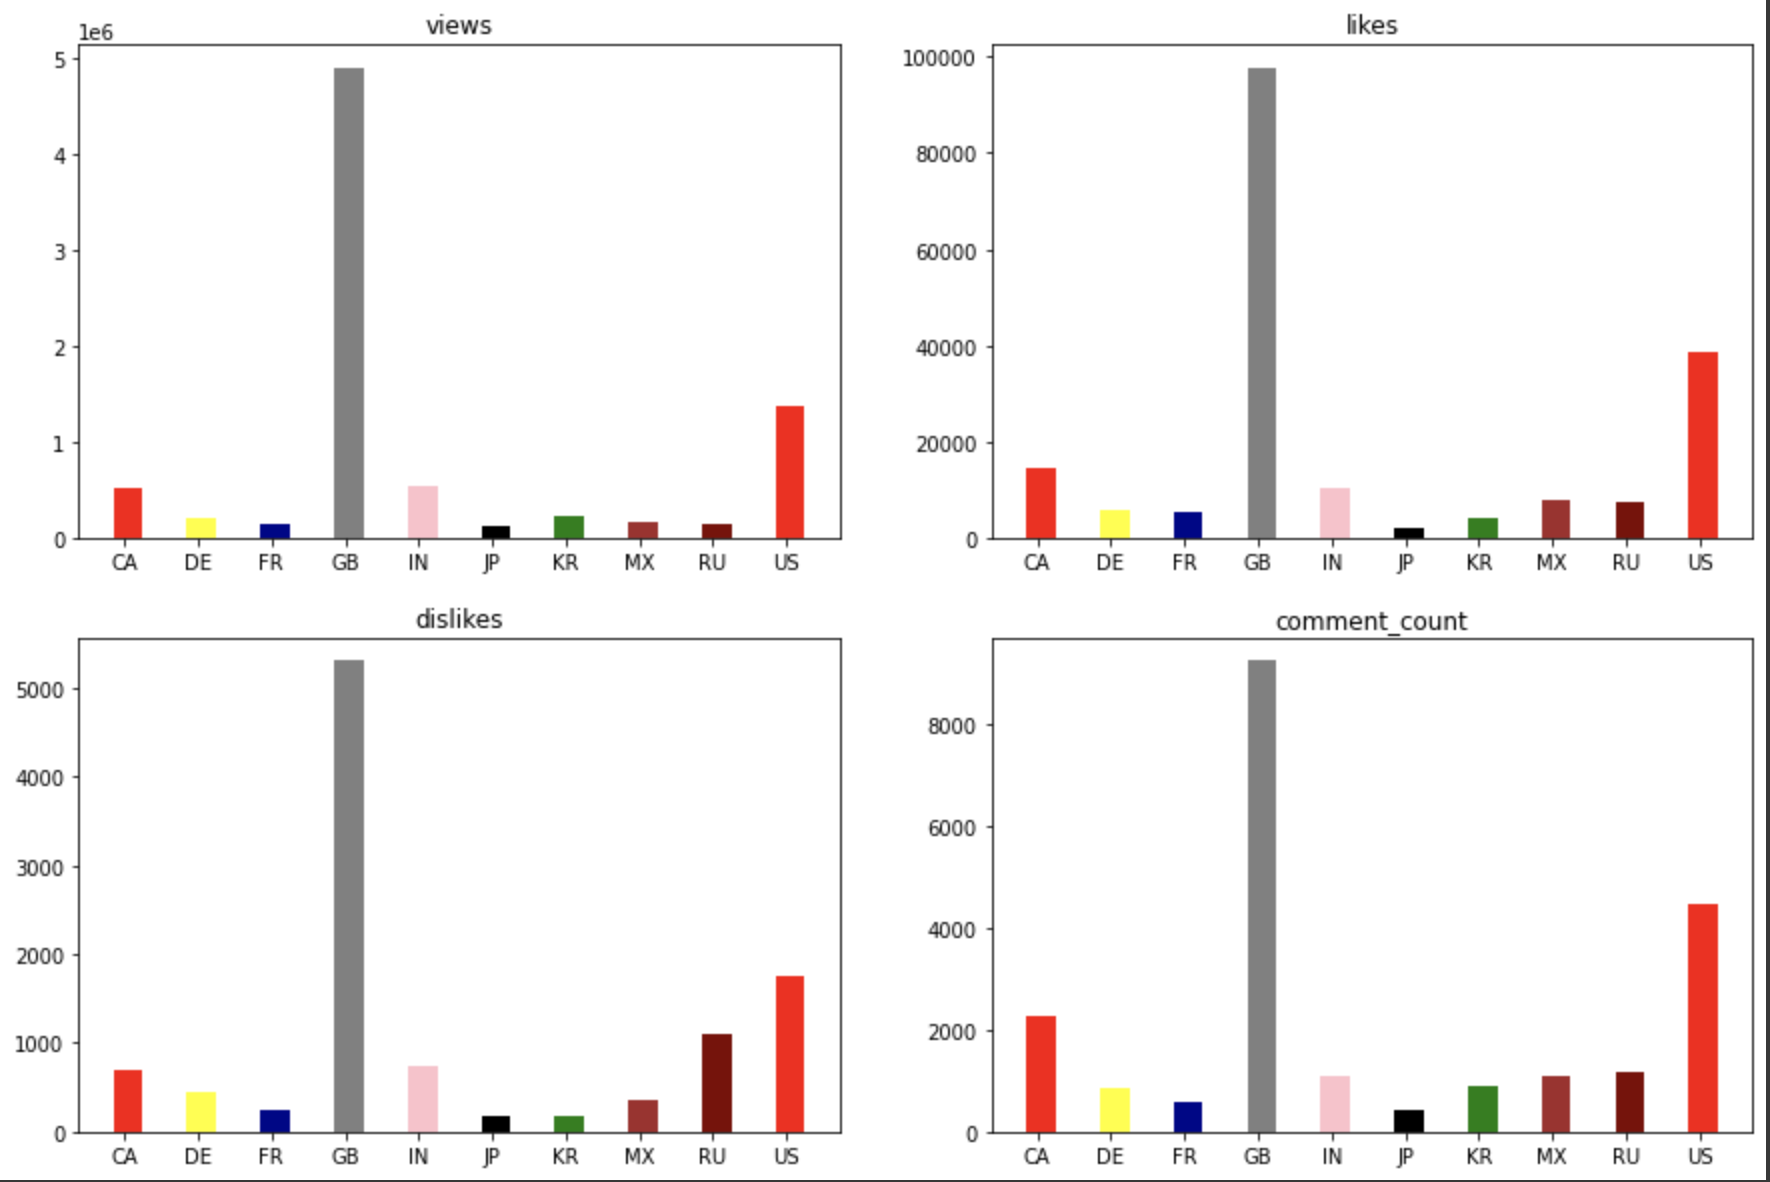 views
1e6
5
4
3
2
1
0
CA DE FR GB IN JP KR MX RU US
likes
100000
80000
60000
40000
20000
0
CA DE FR GB IN JP KR MX RU US
dislikes
5000
4000
3000
2000
1000
0
CA DE FR GB IN JP KR MX RU US
comment_count
8000
6000
4000
2000
0
CA DE FR GB IN JP KR MX RU US